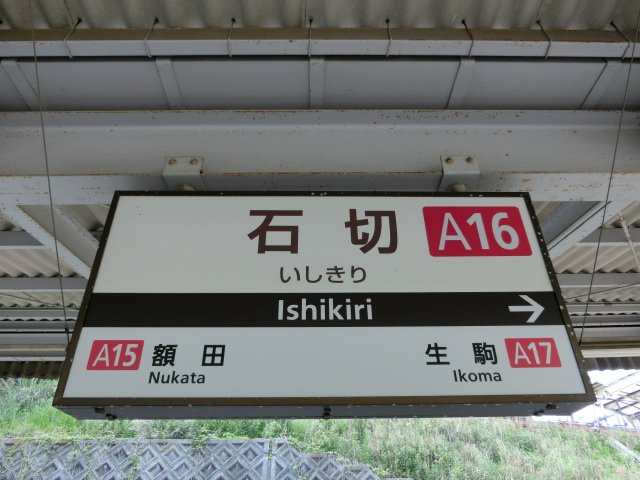 石切 A16
いしきり
Ishikiri →
A15 額田 生駒 A17
Nukata Ikoma